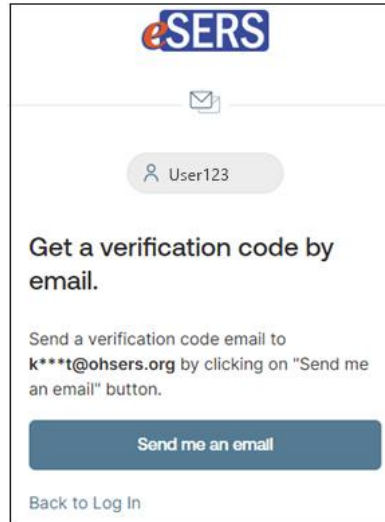 eSERS
User123
Get a verification code by
email.
Send a verification code email to
k***t@ohsers.org by clicking on "Send me
an email" button.
Send me an email
Back to Log In